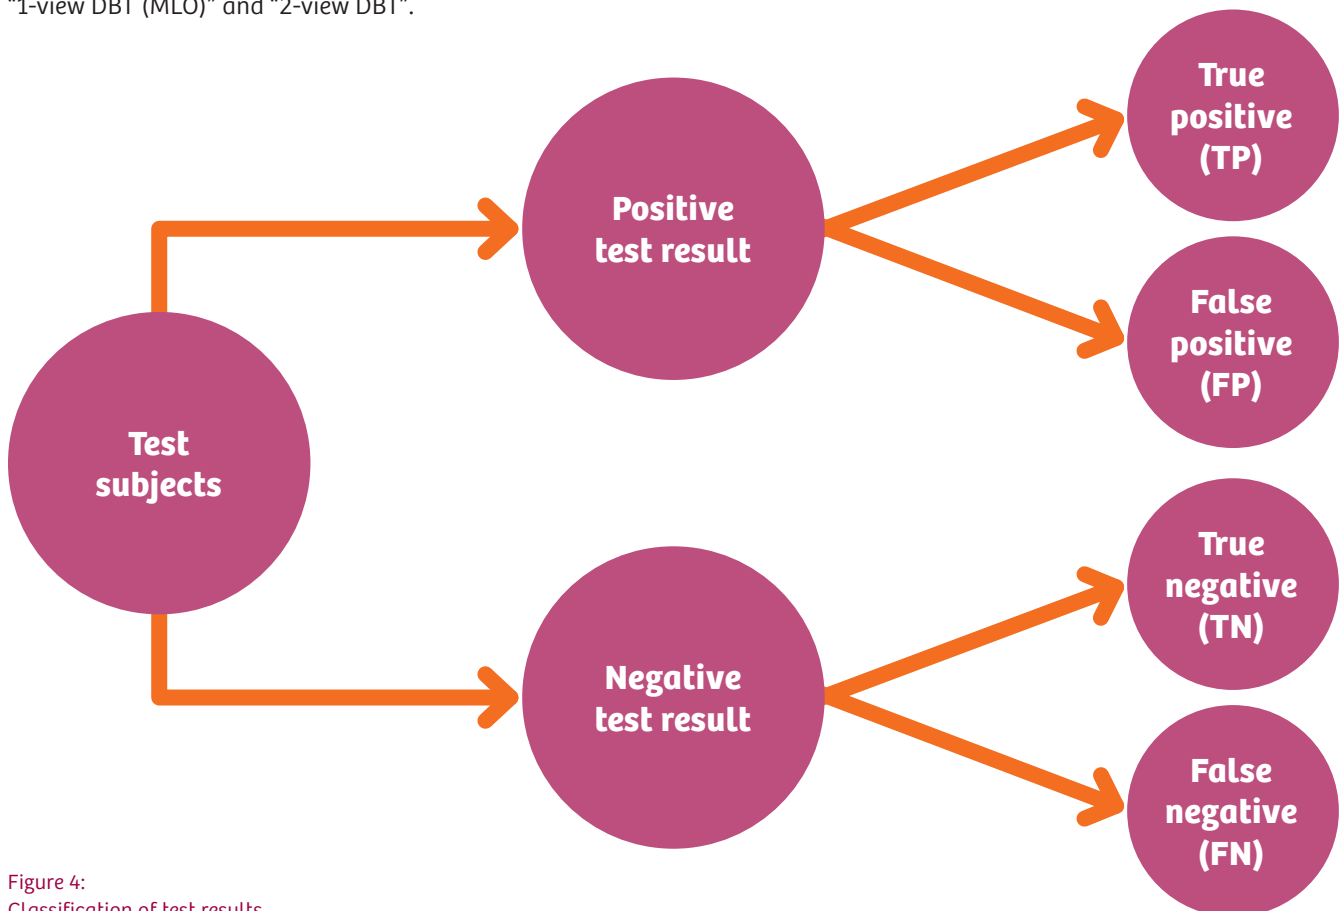 “1-view DBT (MLO)” and “2-view DBT”.
True
positive
(TP)
Positive
test result
False
positive
(FP)
Test
subjects
True
negative
(TN)
Negative
test result
False
negative
(FN)
Figure 4:
Classification of test results